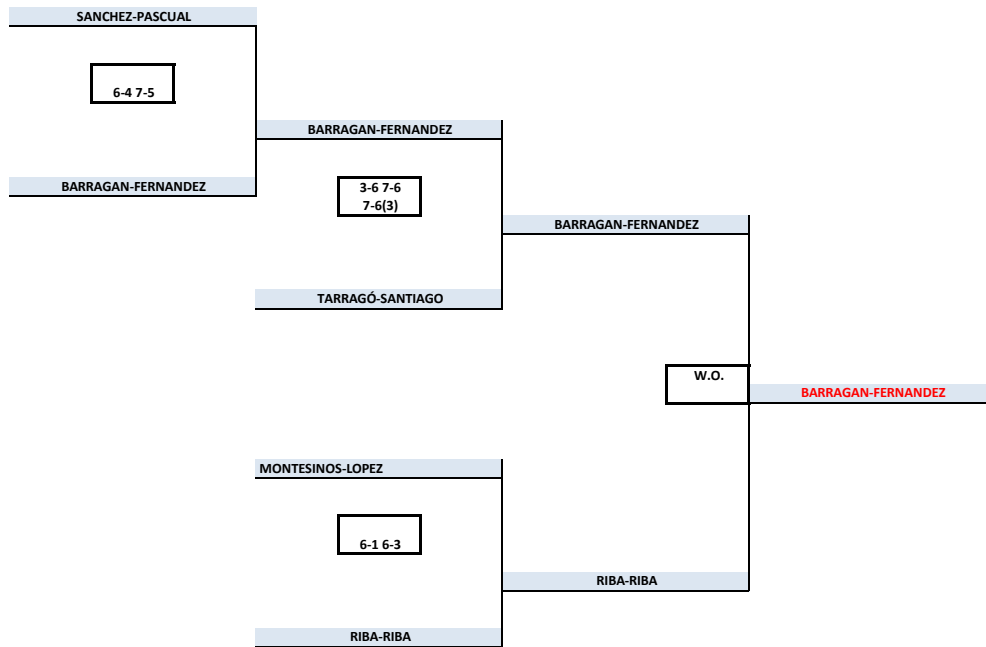 SANCHEZ-PASCUAL
6-4 7-5
BARRAGAN-FERNANDEZ
BARRAGAN-FERNANDEZ
3-6 7-6
7-6(3)
BARRAGAN-FERNANDEZ
TARRAGÓ-SANTIAGO
W.O.
BARRAGAN-FERNANDEZ
MONTESINOS-LOPEZ
6-1 6-3
RIBA-RIBA
RIBA-RIBA